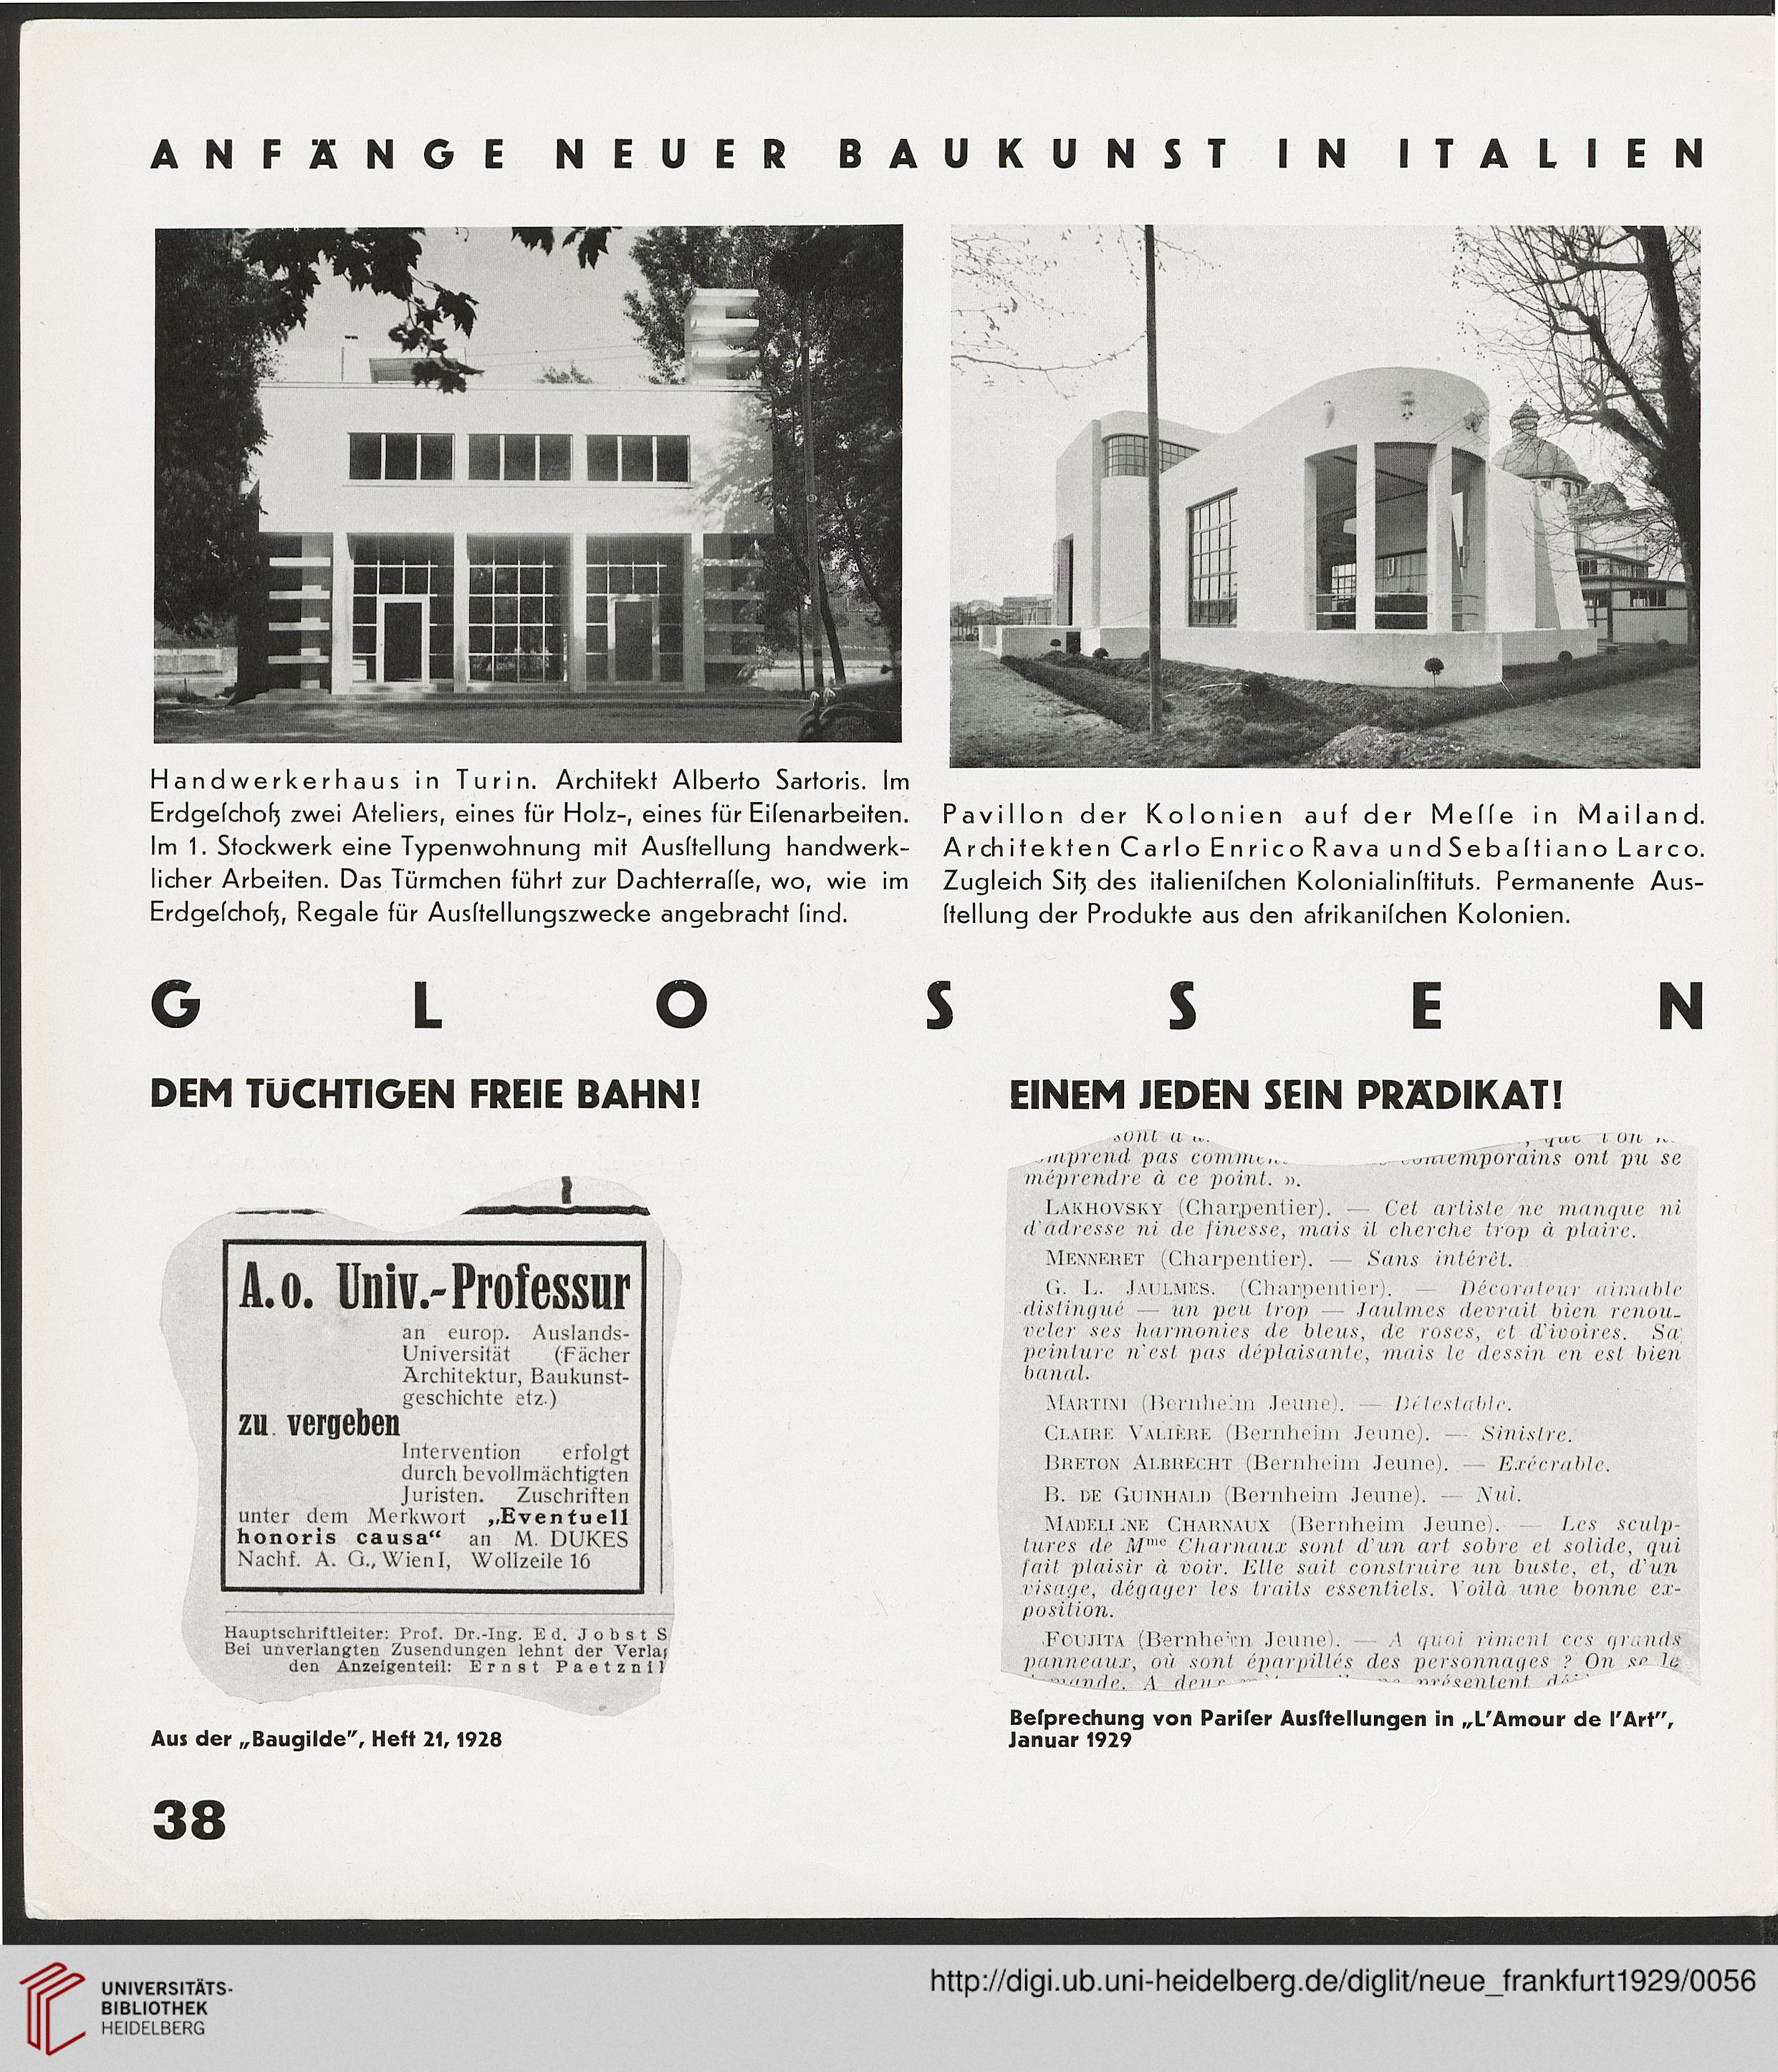 ANFÄNGE NEUER BAUKUNST IN ITALIEN
Handwerkerhaus in Turin. Architekt Alberto Sartoris. Im
Erdgeſchoß zwei Ateliers, eines für Holz-, eines für Eiſenarbeiten.
Im 1. Stockwerk eine Typenwohnung mit Ausſtellung handwerk-
licher Arbeiten. Das Türmchen führt zur Dachterraſſe, wo, wie im
Erdgeſchoß, Regale für Ausſtellungszwecke angebracht ſind.
Pavillon der Kolonien auf der Meſſe in Mailand.
Architekten Carlo Enrico Rava und Sebaſtiano Larco.
Zugleich Sitz des italieniſchen Kolonialinſtituts. Permanente Aus-
ſtellung der Produkte aus den afrikaniſchen Kolonien.
GLOSSEN
DEM TÜCHTIGEN FREIE BAHN!
A.o. Univ.-Professur
an europ. Auslands-
Universität (Fächer
Architektur, Baukunst-
geschichte etz.)
zu vergeben
Intervention erfolgt
durch bevollmächtigten
Juristen. Zuschriften
unter dem Merkwort „Eventuell
honoris causa“ an M. DUKES
Nachf. A. G., Wien I, Wollzeile 16
Hauptschriftleiter: Prof. Dr.-Ing. Ed. Jobst S
Bei unverlangten Zusendungen lehnt der Verlag
den Anzeigenteil: Ernst Paetznil
Aus der „Baugilde”, Heft 21, 1928
EINEM JEDEN SEIN PRÄDIKAT!
sont a
, que l'on
mprend pas comme contemporains ont pu se
méprendre à ce point. ».
LAKHOVSKY (Charpentier). — Cet artiste ne manque ni
d'adresse ni de finesse, mais il cherche trop à plaire.
MENNERET (Charpentier). — Sans intérêt.
G. L. JAULMES. (Charpentier). — Décorateur aimable
distingué — un peu trop — Jaulmes devrait bien renou-
veler ses harmonies de bleus, de roses, et d'ivoires. Sa
peinture n'est pas déplaisante, mais le dessin en est bien
banal.
MARTINI (Bernheim Jeune). — Détestable.
CLAIRE VALIÈRE (Bernheim Jeune). — Sinistre.
BRETON ALBRECHT (Bernheim Jeune). — Exécrable.
B. DE GUINHALD (Bernheim Jeune). — Nul.
MADELEINE CHARNAUX (Bernheim Jeune). — Les sculp-
tures de Mme Charnaux sont d'un art sobre et solide, qui
fait plaisir à voir. Elle sait construire un buste, et, d'un
visage, dégager les traits essentiels. Voilà une bonne ex-
position.
FOUJITA (Bernheim Jeune). — A quoi riment ces grands
panneaux, où sont éparpillés des personnages ? On se le
mande. A deux présentent
Beſprechung von Pariſer Ausſtellungen in „L'Amour de l'Art”,
Januar 1929
38
UNIVERSITÄTS-
BIBLIOTHEK
HEIDELBERG
http://digi.ub.uni-heidelberg.de/diglit/neue_frankfurt1929/0056